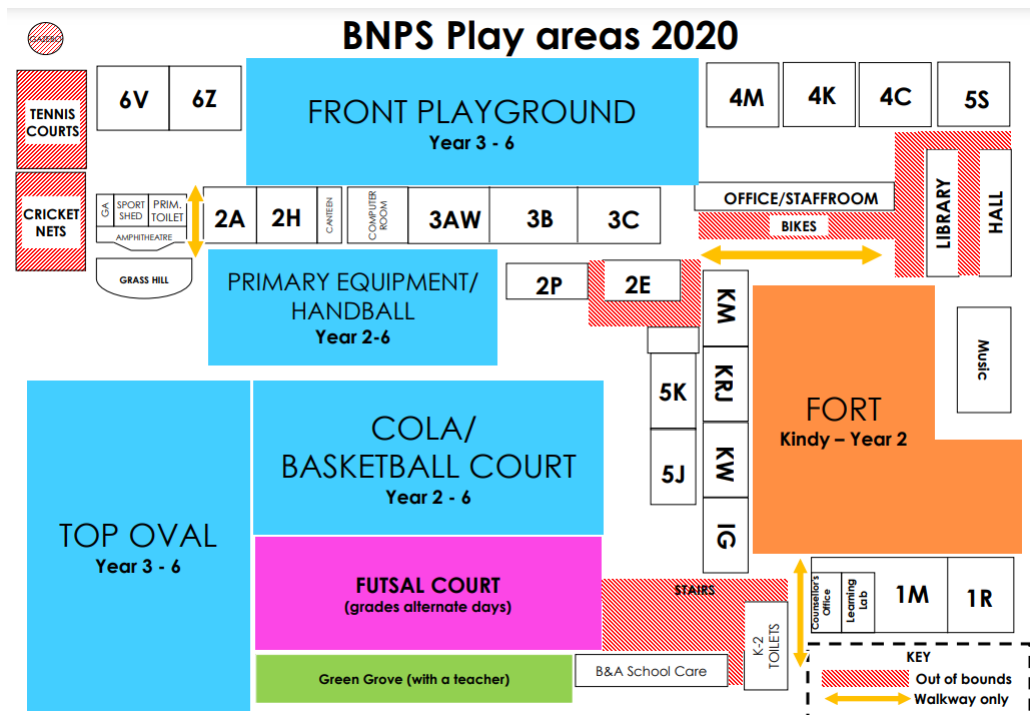 BNPS Play areas 2020
GAZEBO
TENNIS
COURTS
6V
6Z
FRONT PLAYGROUND
Year 3 - 6
4M
4K
4C
5S
CRICKET
NETS
GA
SPORT
SHED
PRIM.
TOILET
AMPHITHEATRE
GRASS HILL
2A
2H
CANTEEN
COMPUTER
ROOM
3AW
3B
3C
OFFICE/STAFFROOM
BIKES
LIBRARY
HALL
PRIMARY EQUIPMENT/
HANDBALL
Year 2-6
2P
2E
KM
KRJ
KW
IG
5K
5J
FORT
Kindy – Year 2
Music
TOP OVAL
Year 3 - 6
COLA/
BASKETBALL COURT
Year 2 - 6
FUTSAL COURT
(grades alternate days)
Green Grove (with a teacher)
STAIRS
B&A School Care
K-2
TOILETS
Counsellor's
Office
Learning
Lab
1M
1R
KEY
Out of bounds
Walkway only